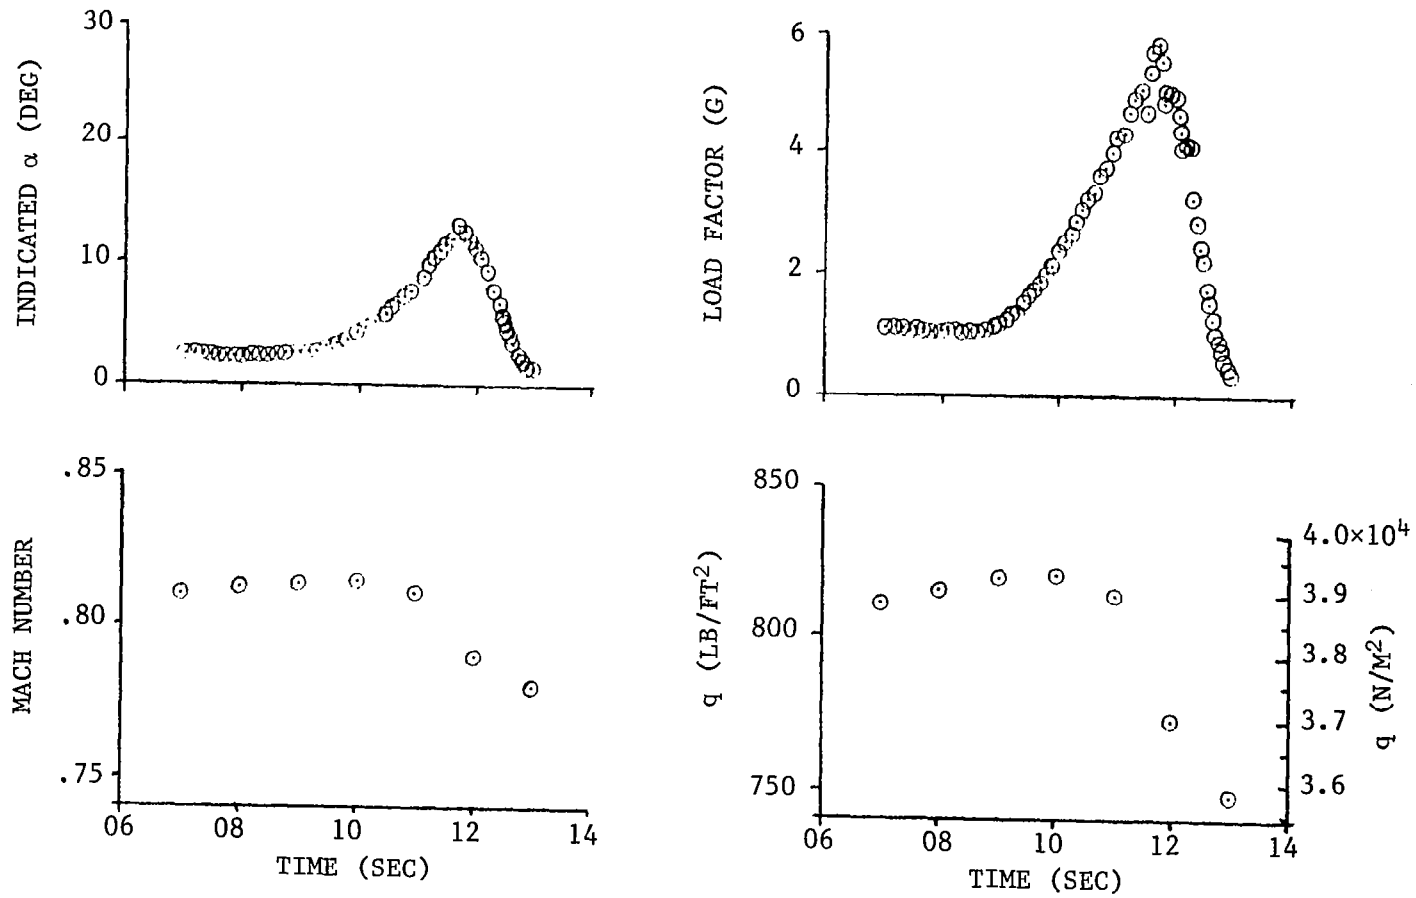 INDICATED α (DEG)
30
20
10
0
LOAD FACTOR (G)
6
4
2
0
MACH NUMBER
.85
.80
.75
06 08 10 12 14
TIME (SEC)
q (LB/FT²)
850
800
750
06 08 10 12 14
TIME (SEC)
4.0×10⁴
3.9
3.8
3.7
3.6
q (N/M²)